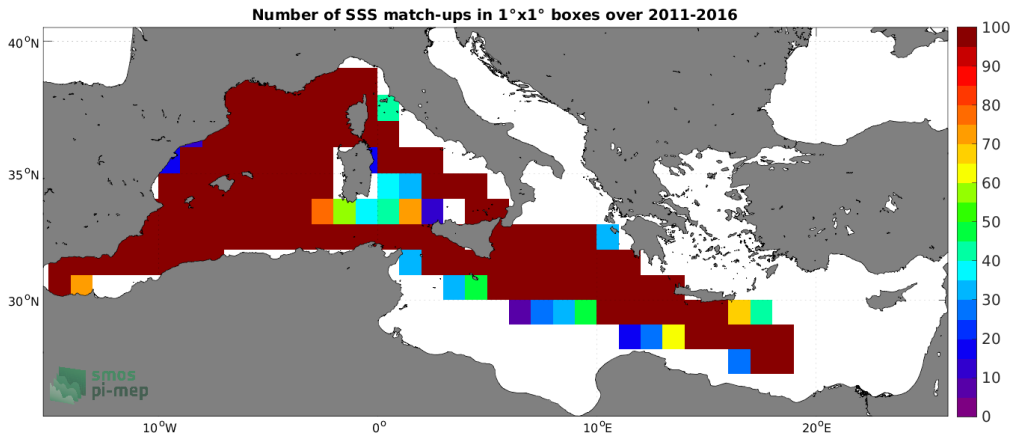 Number of SSS match-ups in 1°x1° boxes over 2011-2016
40°N
35°N
30°N
10°W
0°
10°E
20°E
100
90
80
70
60
50
40
30
20
10
0
smos
pi-mep